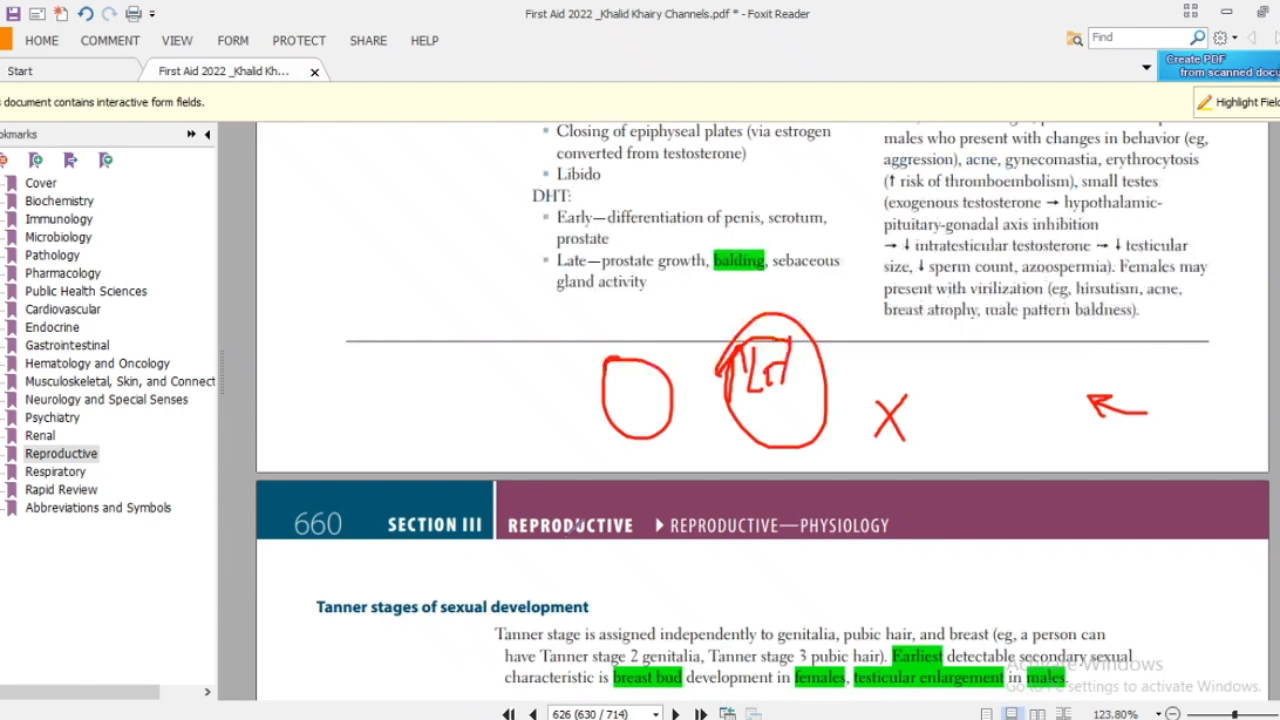 First Aid 2022 _Khalid Khairy Channels.pdf * - Foxit Reader
HOME COMMENT VIEW FORM PROTECT SHARE HELP
Find
Start
First Aid 2022 _Khalid Kh...
Create PDF
from scanned docu
s document contains interactive form fields.
Highlight Field
okmarks
Cover
Biochemistry
Immunology
Microbiology
Pathology
Pharmacology
Public Health Sciences
Cardiovascular
Endocrine
Gastrointestinal
Hematology and Oncology
Musculoskeletal, Skin, and Connect
Neurology and Special Senses
Psychiatry
Renal
Reproductive
Respiratory
Rapid Review
Abbreviations and Symbols
Closing of epiphyseal plates (via estrogen
converted from testosterone)
Libido
DHT:
Early—differentiation of penis, scrotum,
prostate
Late—prostate growth, balding, sebaceous
gland activity
males who present with changes in behavior (eg,
aggression), acne, gynecomastia, erythrocytosis
(↑ risk of thromboembolism), small testes
(exogenous testosterone → hypothalamic-
pituitary-gonadal axis inhibition
→ ↓ intratesticular testosterone → ↓ testicular
size, ↓ sperm count, azoospermia). Females may
present with virilization (eg, hirsutism, acne,
breast atrophy, male pattern baldness).
X
660 SECTION III REPRODUCTIVE ▶ REPRODUCTIVE—PHYSIOLOGY
Tanner stages of sexual development
Tanner stage is assigned independently to genitalia, pubic hair, and breast (eg, a person can
have Tanner stage 2 genitalia, Tanner stage 3 pubic hair). Earliest detectable secondary sexual
characteristic is breast bud development in females, testicular enlargement in males.
Activate Windows
Go to PC settings to activate Windows.
626 (630 / 714)
123.80%